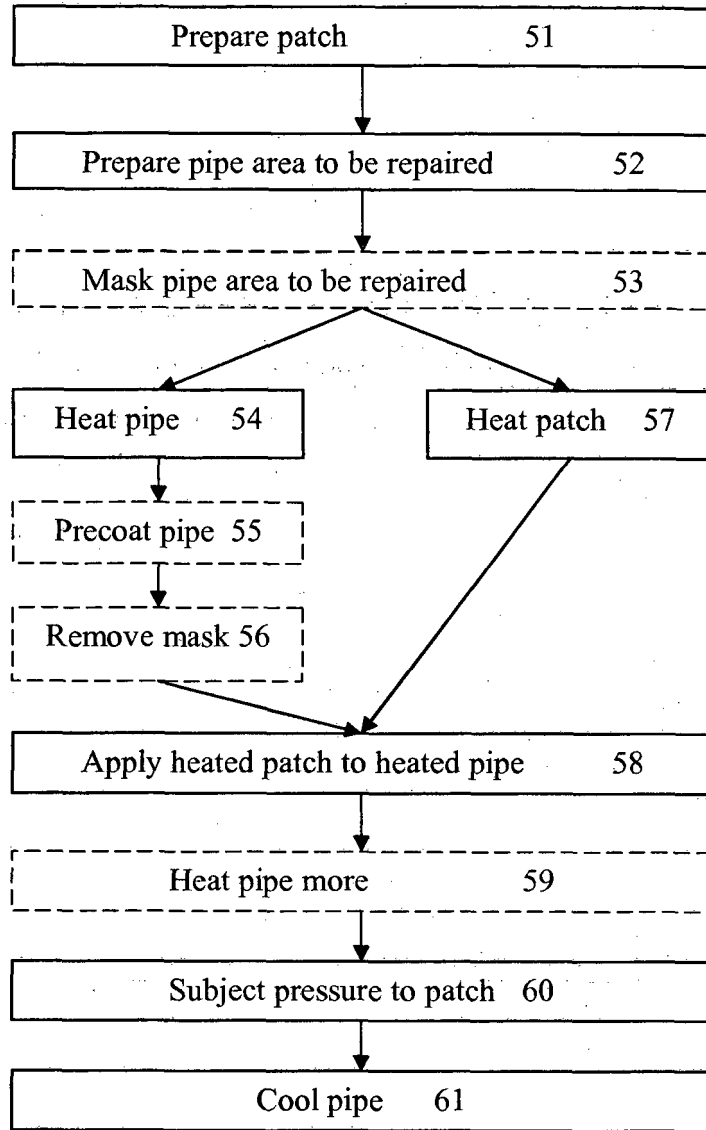 Prepare patch 51
Prepare pipe area to be repaired 52
Mask pipe area to be repaired 53
Heat pipe 54
Heat patch 57
Precoat pipe 55
Remove mask 56
Apply heated patch to heated pipe 58
Heat pipe more 59
Subject pressure to patch 60
Cool pipe 61